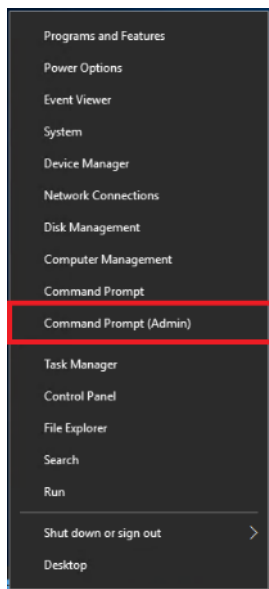 Programs and Features
Power Options
Event Viewer
System
Device Manager
Network Connections
Disk Management
Computer Management
Command Prompt
Command Prompt (Admin)
Task Manager
Control Panel
File Explorer
Search
Run
Shut down or sign out
Desktop